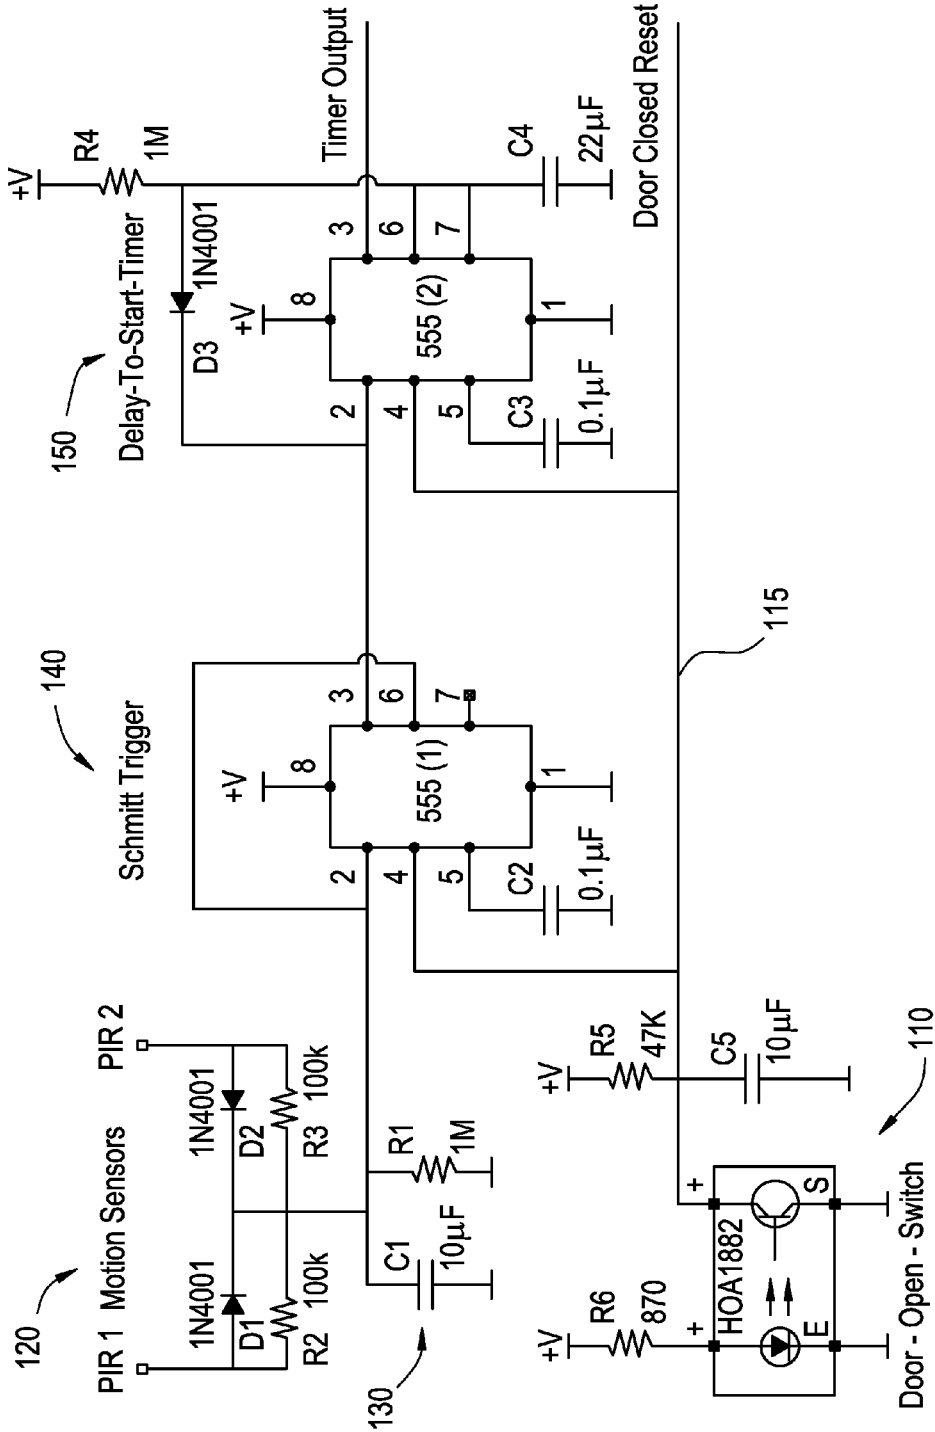 120
PIR 1
Motion Sensors
PIR 2
1N4001
1N4001
D1
D2
R2
100k
R3
100k
130
C1
10µF
R1
1M
Schmitt Trigger
140
+V
8
2
4
5
555 (1)
3
6
7
1
C2
0.1µF
150
Delay-To-Start-Timer
D3
1N4001
+V
R4
1M
+V
8
2
4
5
555 (2)
3
6
7
1
C3
0.1µF
C4
22µF
Timer Output
Door Closed Reset
115
+V
R6
870
+V
R5
47K
C5
10µF
+
+
HOA1882
E
S
110
Door - Open - Switch